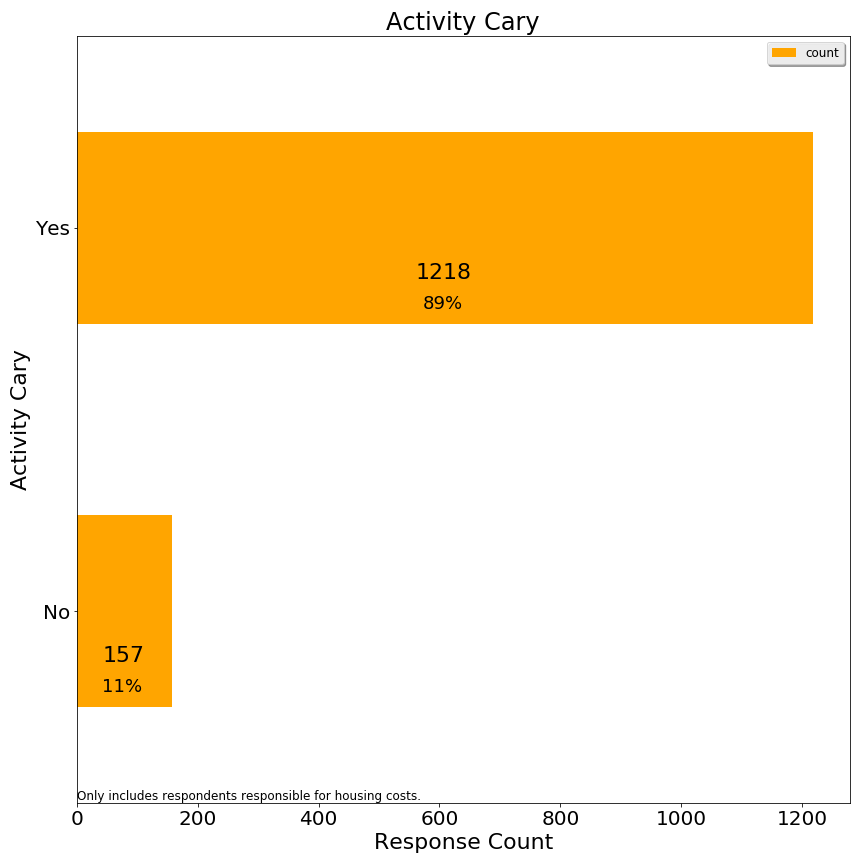 Activity Cary
count
Yes
1218
89%
Activity Cary
No
157
11%
Only includes respondents responsible for housing costs.
0 200 400 600 800 1000 1200
Response Count